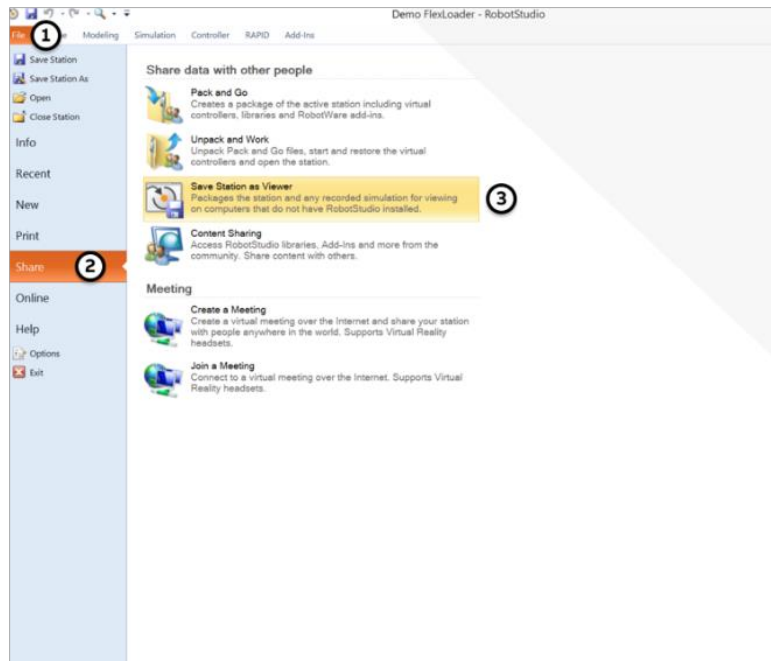 Demo FlexLoader - RobotStudio
File 1 Modeling Simulation Controller RAPID Add-Ins
Save Station
Save Station As
Open
Close Station
Info
Recent
New
Print
Share 2
Online
Help
Options
Exit
Share data with other people
Pack and Go
Creates a package of the active station including virtual
controllers, libraries and RobotWare add-ins.
Unpack and Work
Unpack Pack and Go files, start and restore the virtual
controllers and open the station.
Save Station as Viewer
Packages the station and any recorded simulation for viewing
on computers that do not have RobotStudio installed.
3
Content Sharing
Access RobotStudio libraries, Add-Ins and more from the
community. Share content with others.
Meeting
Create a Meeting
Create a virtual meeting over the Internet and share your station
with people anywhere in the world. Supports Virtual Reality
headsets.
Join a Meeting
Connect to a virtual meeting over the Internet. Supports Virtual
Reality headsets.